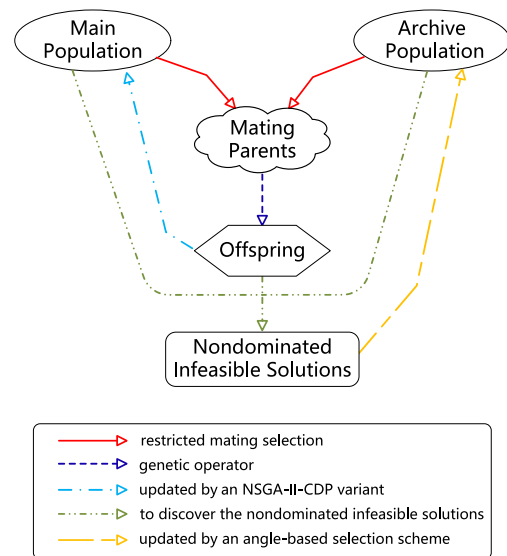 Main
Population
Archive
Population
Mating
Parents
Offspring
Nondominated
Infeasible Solutions
restricted mating selection
genetic operator
updated by an NSGA-II-CDP variant
to discover the nondominated infeasible solutions
updated by an angle-based selection scheme